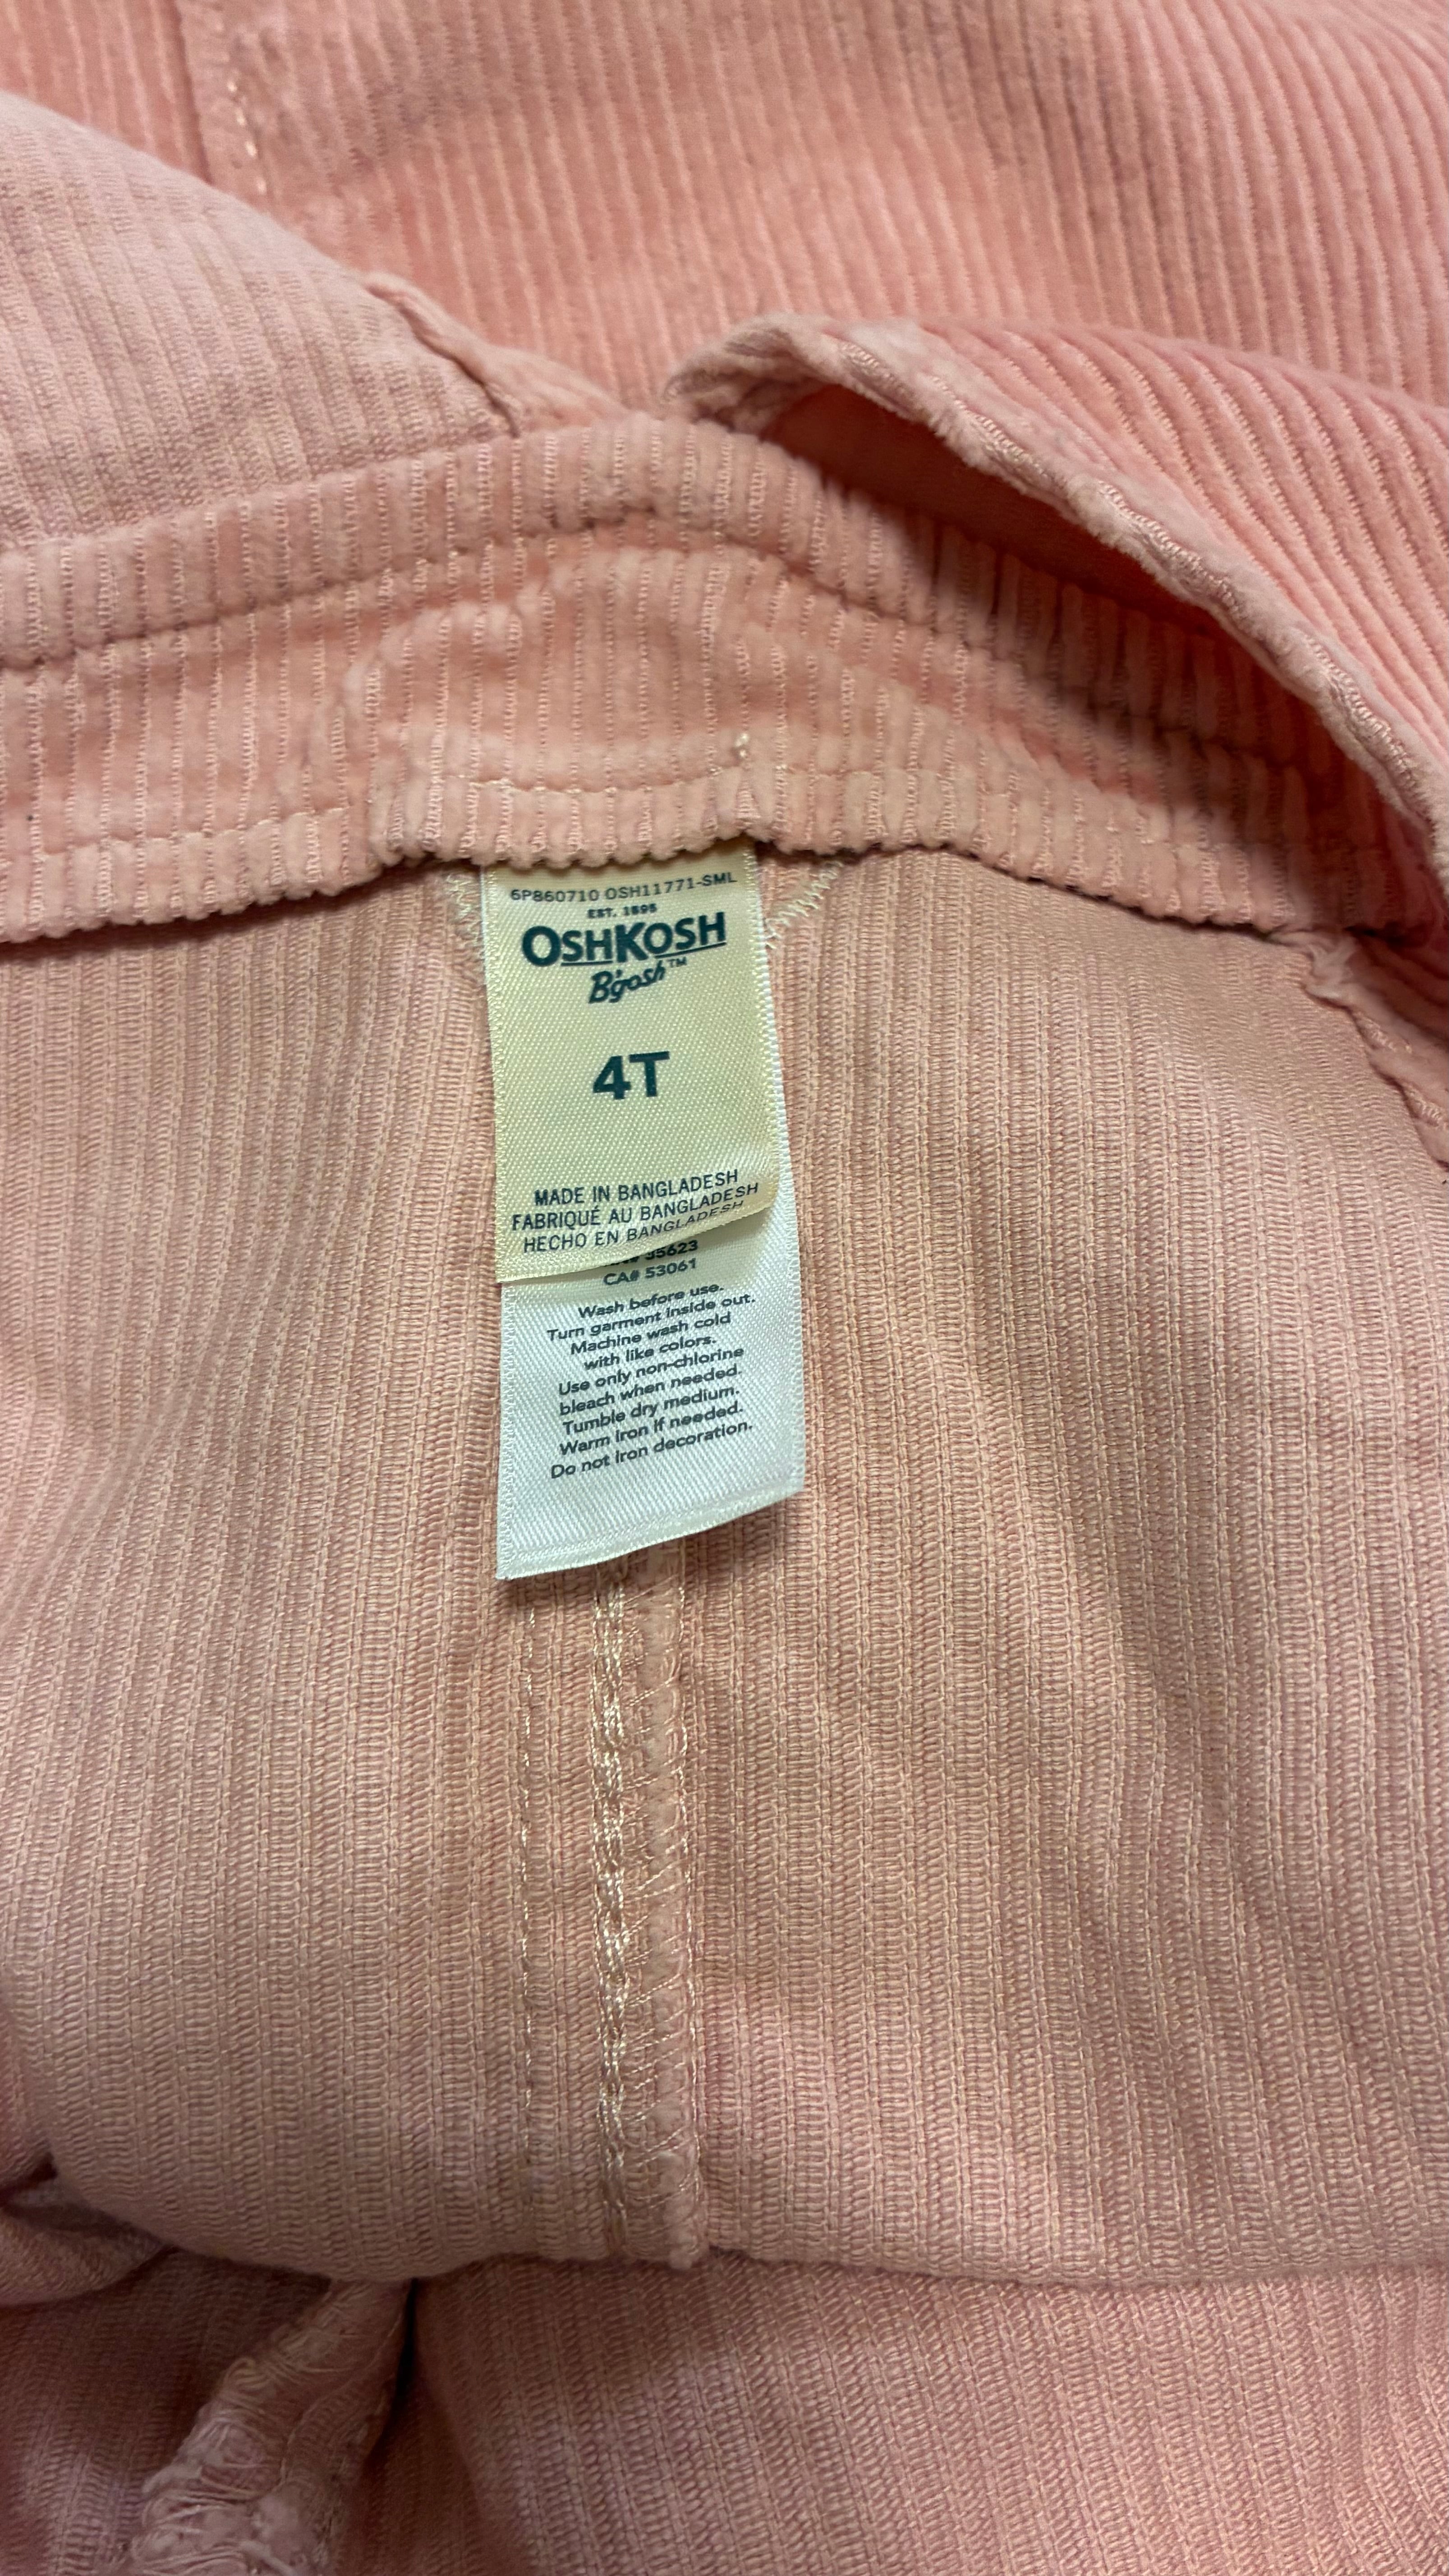 6P860710 OSH11771-SML
EST. 1895
OSHKOSH
B'gosh™
4T
MADE IN BANGLADESH
FABRIQUÉ AU BANGLADESH
HECHO EN BANGLADESH
35623
CA# 53061
Wash before use.
Turn garment inside out.
Machine wash cold
with like colors.
Use only non-chlorine
bleach when needed.
Tumble dry medium.
Warm iron if needed.
Do not iron decoration.